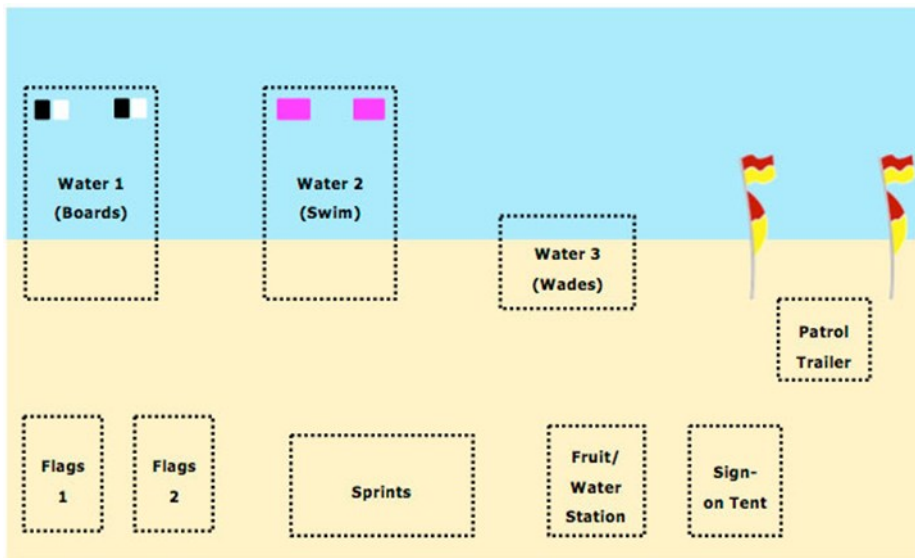 Water 1
(Boards)
Water 2
(Swim)
Water 3
(Wades)
Patrol
Trailer
Flags
1
Flags
2
Sprints
Fruit/
Water
Station
Sign-
on Tent